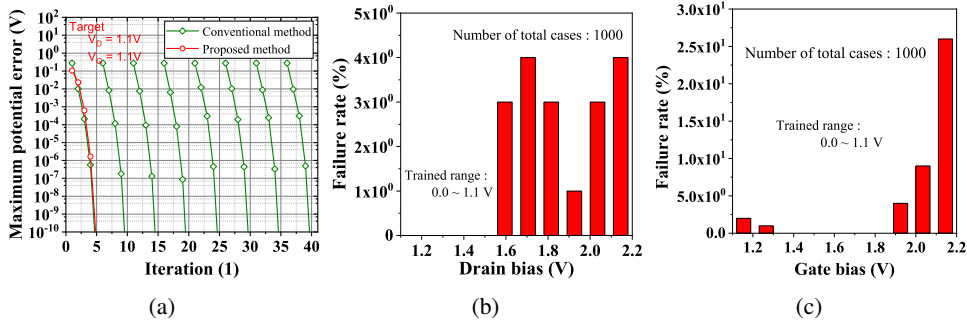 Maximum potential error (V)
10² 10¹ 10⁰ 10⁻¹ 10⁻² 10⁻³ 10⁻⁴ 10⁻⁵ 10⁻⁶ 10⁻⁷ 10⁻⁸ 10⁻⁹ 10⁻¹⁰
Target
V_D = 1.1V
V_G = 1.1V
Conventional method
Proposed method
0 5 10 15 20 25 30 35 40
Iteration (1)
(a)
Failure rate (%)
5x10⁰
4x10⁰
3x10⁰
2x10⁰
1x10⁰
0
Number of total cases : 1000
Trained range :
0.0 ~ 1.1 V
1.2 1.4 1.6 1.8 2.0 2.2
Drain bias (V)
(b)
Failure rate (%)
3.0x10¹
2.5x10¹
2.0x10¹
1.5x10¹
1.0x10¹
5.0x10⁰
0.0
Number of total cases : 1000
Trained range :
0.0 ~ 1.1 V
1.2 1.4 1.6 1.8 2.0 2.2
Gate bias (V)
(c)